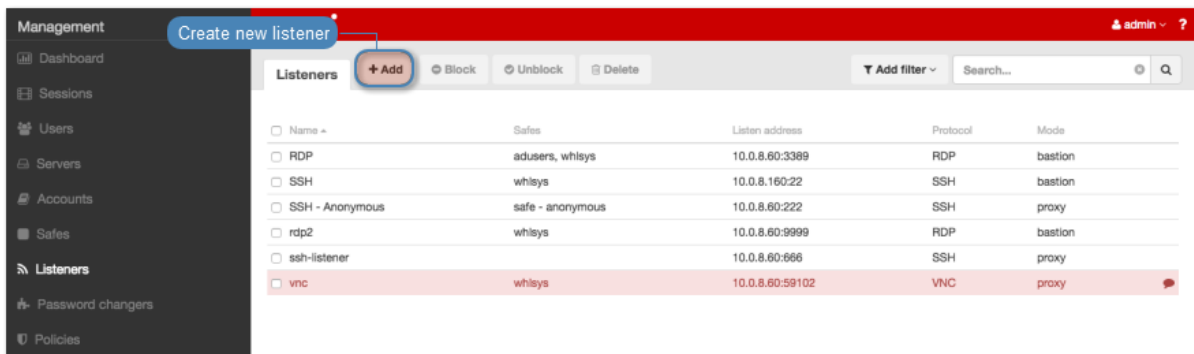 Management
Create new listener
admin ?
Dashboard
Sessions
Users
Servers
Accounts
Safes
Listeners
Password changers
Policies
Listeners + Add Block Unblock Delete Add filter Search...
Name Safes Listen address Protocol Mode
RDP adusers, whlsys 10.0.8.60:3389 RDP bastion
SSH whlsys 10.0.8.160:22 SSH bastion
SSH - Anonymous safe - anonymous 10.0.8.60:222 SSH proxy
rdp2 whlsys 10.0.8.60:9999 RDP bastion
ssh-listener 10.0.8.60:666 SSH proxy
vnc whlsys 10.0.8.60:59102 VNC proxy